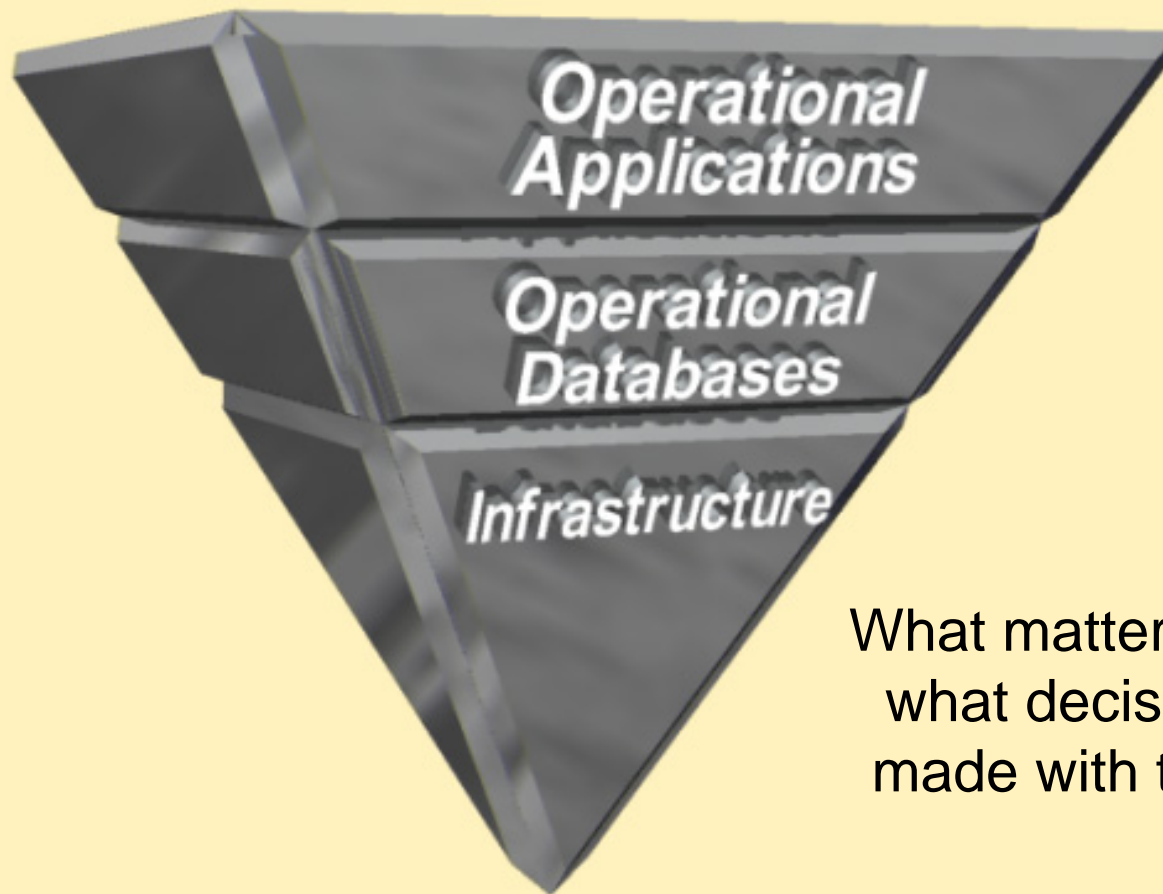 Operational
Applications
Operational
Databases
Infrastructure
What matter
what decis
made with